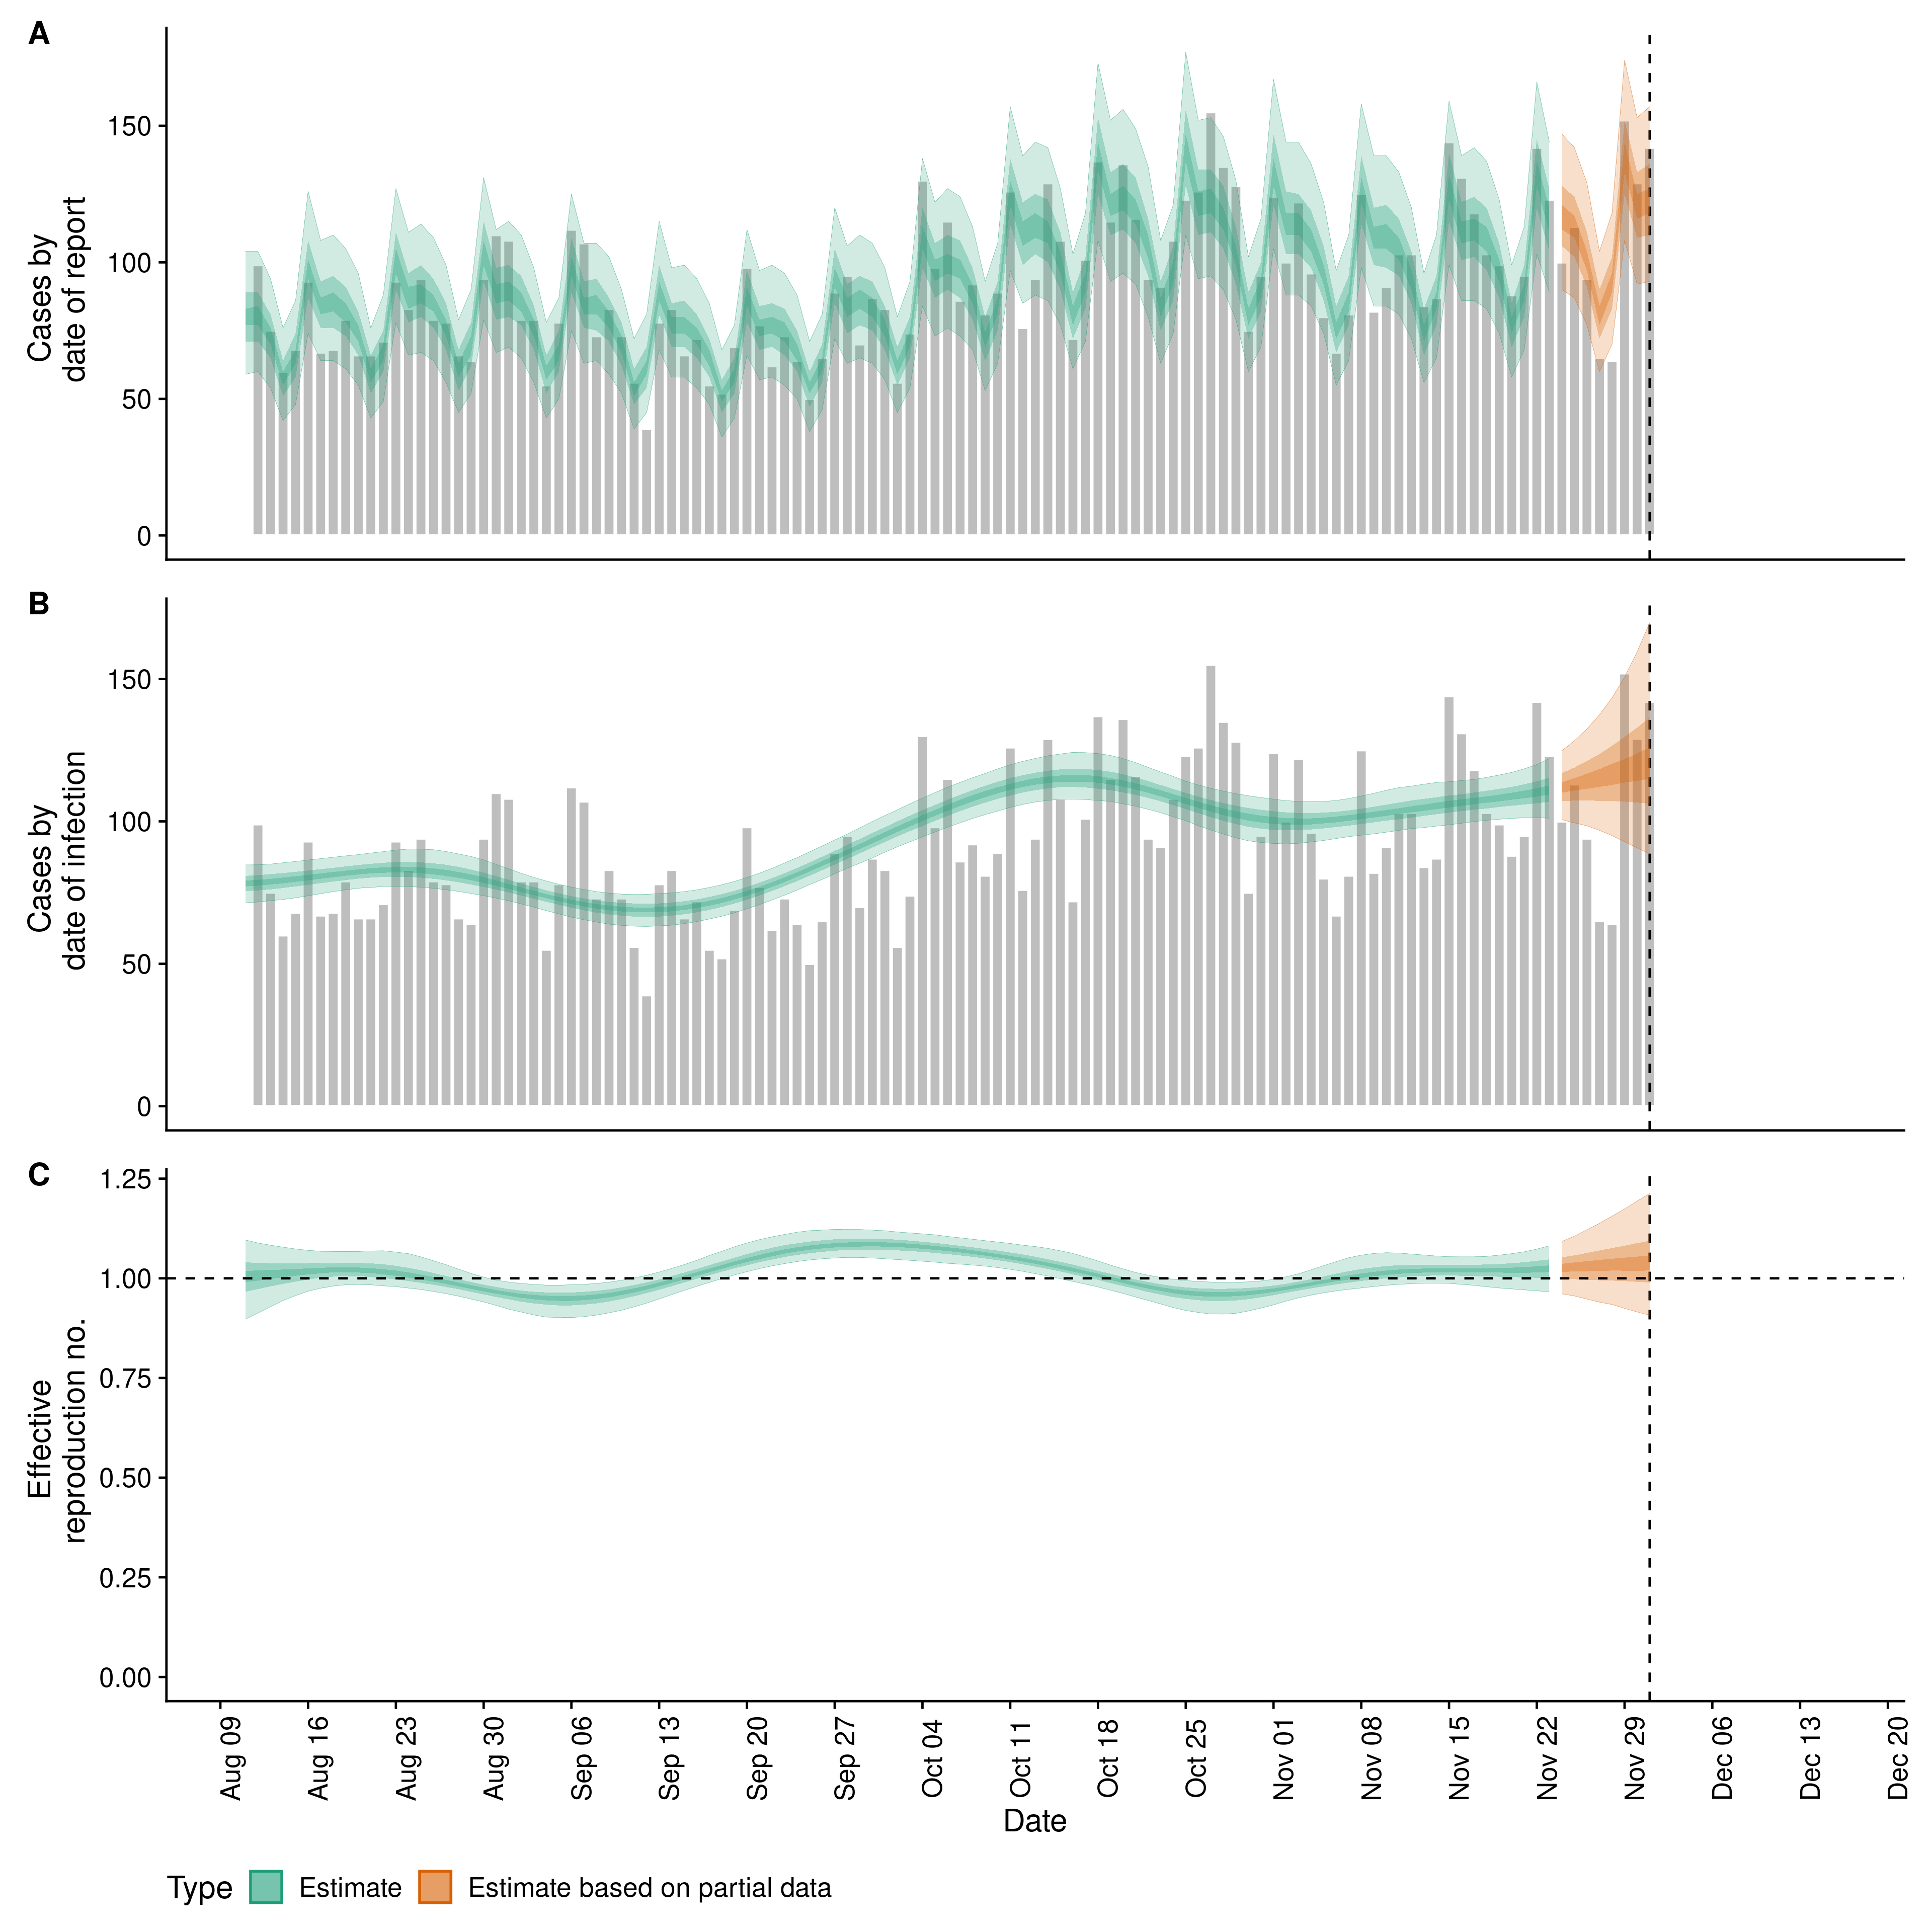 A
Cases by
date of report
150
100
50
0
B
Cases by
date of infection
150
100
50
0
C
Effective
reproduction no.
1.25
1.00
0.75
0.50
0.25
0.00
Aug 09
Aug 16
Aug 23
Aug 30
Sep 06
Sep 13
Sep 20
Sep 27
Oct 04
Oct 11
Oct 18
Oct 25
Nov 01
Nov 08
Nov 15
Nov 22
Nov 29
Dec 06
Dec 13
Dec 20
Date
Type Estimate Estimate based on partial data